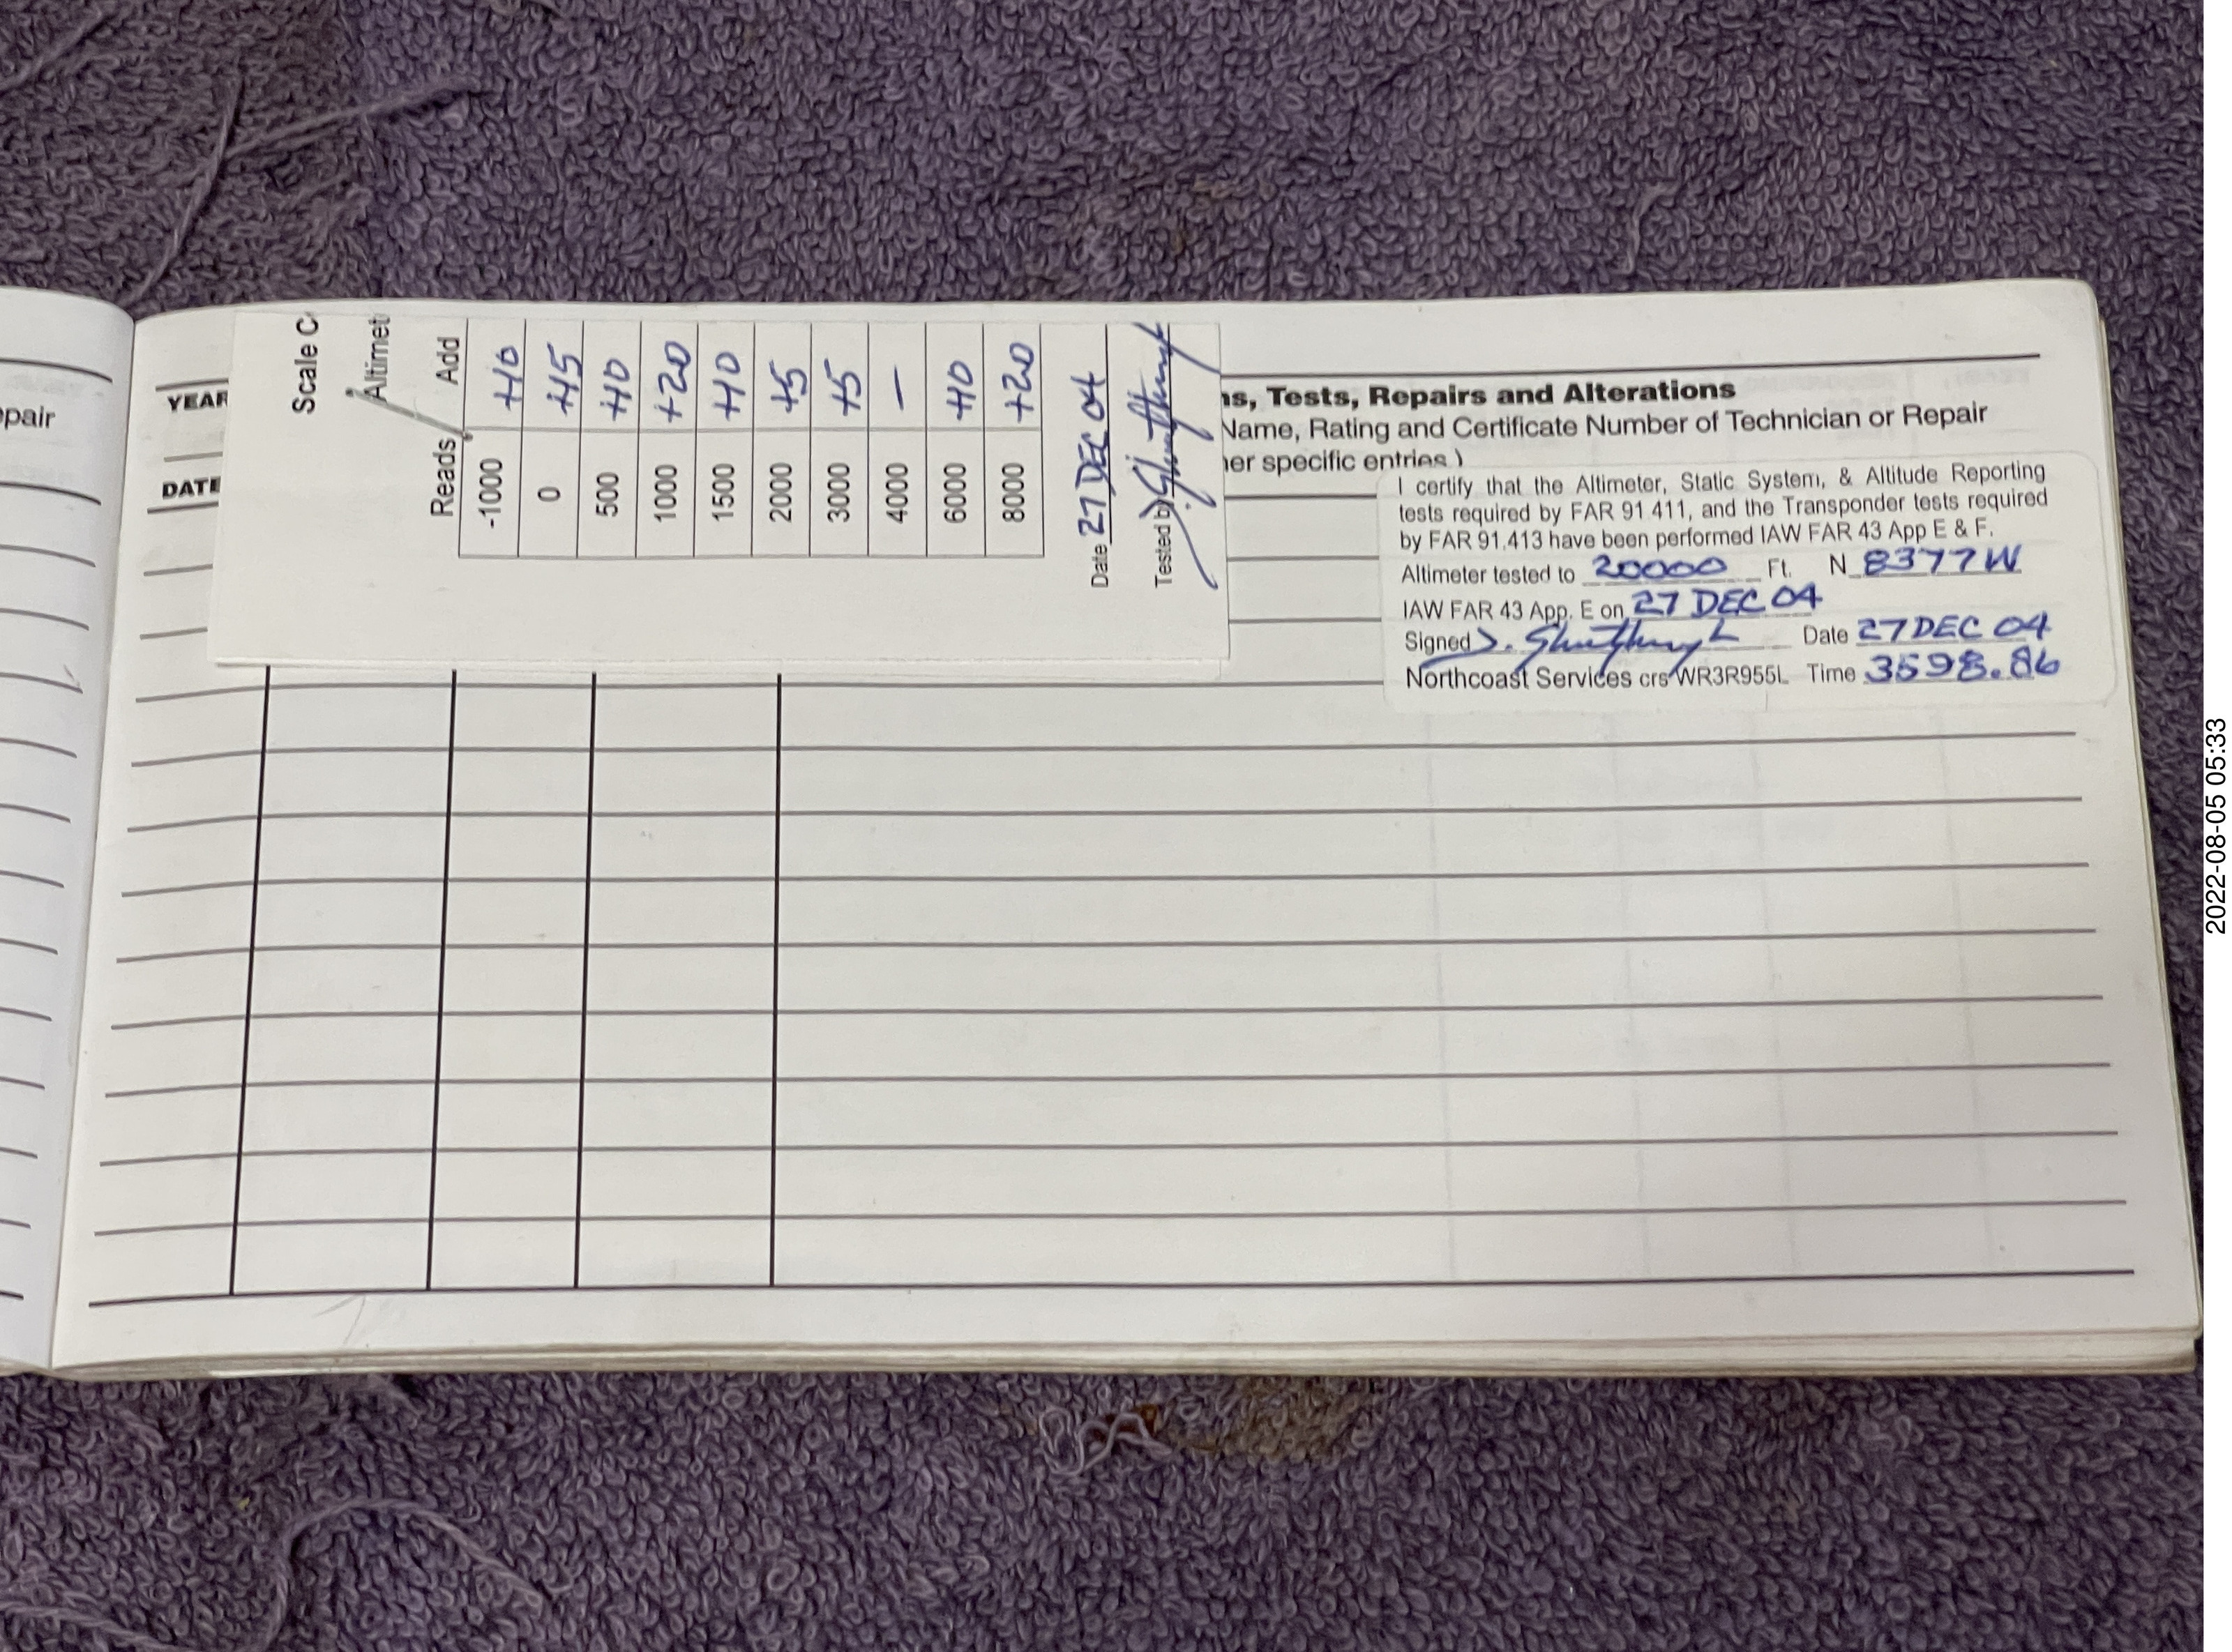 pair
YEAR
DATE
Scale C
Altimet
Reads Add
-1000 +10
0 +15
500 +10
1000 +20
1500 +10
2000 +5
3000 +5
4000 —
6000 +10
8000 +20
Date 27 DEC 04
Tested by
ns, Tests, Repairs and Alterations
Name, Rating and Certificate Number of Technician or Repair
her specific entries.)
I certify that the Altimeter, Static System, & Altitude Reporting
tests required by FAR 91.411, and the Transponder tests required
by FAR 91.413 have been performed IAW FAR 43 App E & F.
Altimeter tested to 20000 Ft. N 8377W
IAW FAR 43 App. E on 27 DEC 04
Signed Date 27 DEC 04
Northcoast Services crs WR3R955L Time 3598.86
2022-08-05 05:33